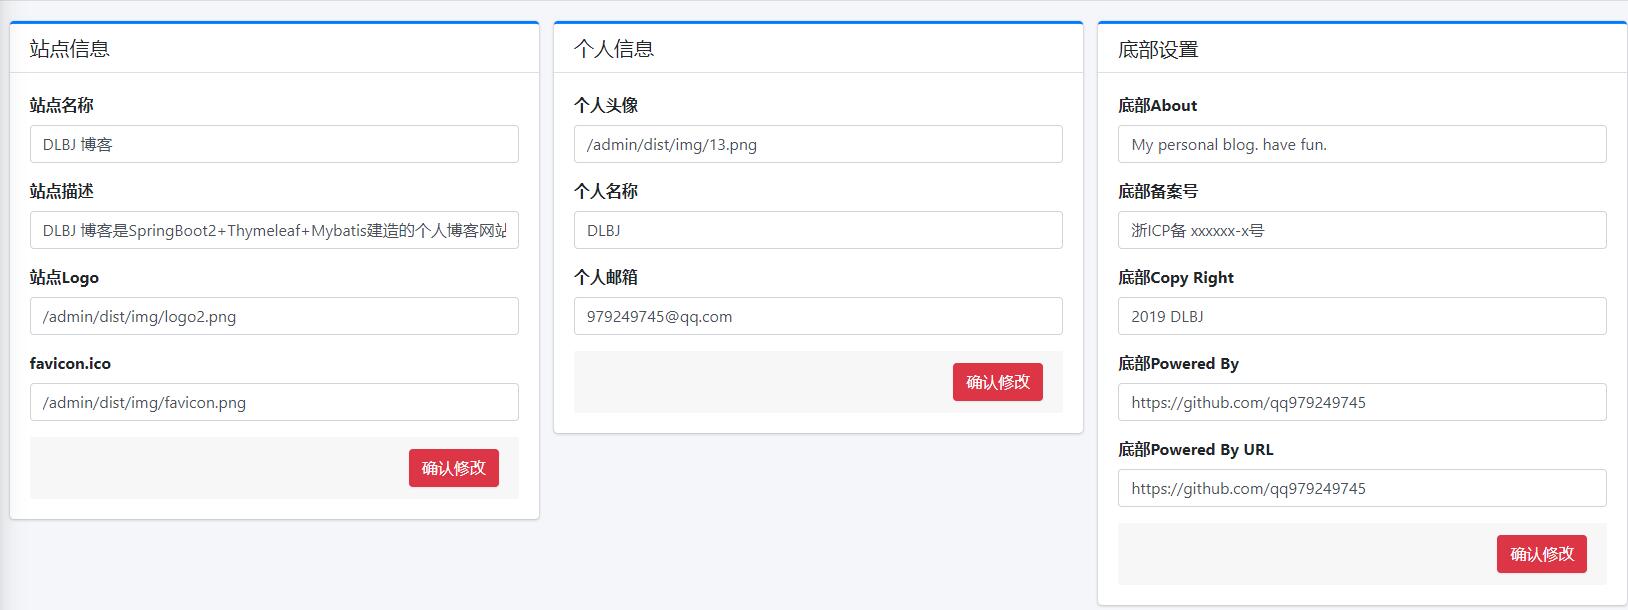 站点信息
站点名称
DLBJ 博客
站点描述
DLBJ 博客是SpringBoot2+Thymeleaf+Mybatis建造的个人博客网站
站点Logo
/admin/dist/img/logo2.png
favicon.ico
/admin/dist/img/favicon.png
确认修改
个人信息
个人头像
/admin/dist/img/13.png
个人名称
DLBJ
个人邮箱
979249745@qq.com
确认修改
底部设置
底部About
My personal blog. have fun.
底部备案号
浙ICP备 xxxxxx-x号
底部Copy Right
2019 DLBJ
底部Powered By
https://github.com/qq979249745
底部Powered By URL
https://github.com/qq979249745
确认修改